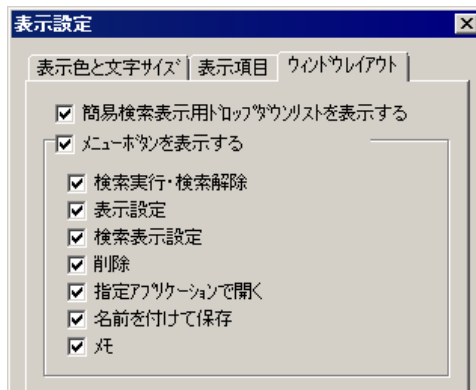 表示設定
表示色と文字ｻｲｽﾞ 表示項目 ｳｨﾝﾄﾞｳﾚｲｱｳﾄ
簡易検索表示用ﾄﾞﾛｯﾌﾟﾀﾞｳﾝﾘｽﾄを表示する
ﾒﾆｭｰﾎﾞﾀﾝを表示する
検索実行・検索解除
表示設定
検索表示設定
削除
指定ｱﾌﾟﾘｹｰｼｮﾝで開く
名前を付けて保存
ﾒﾓ